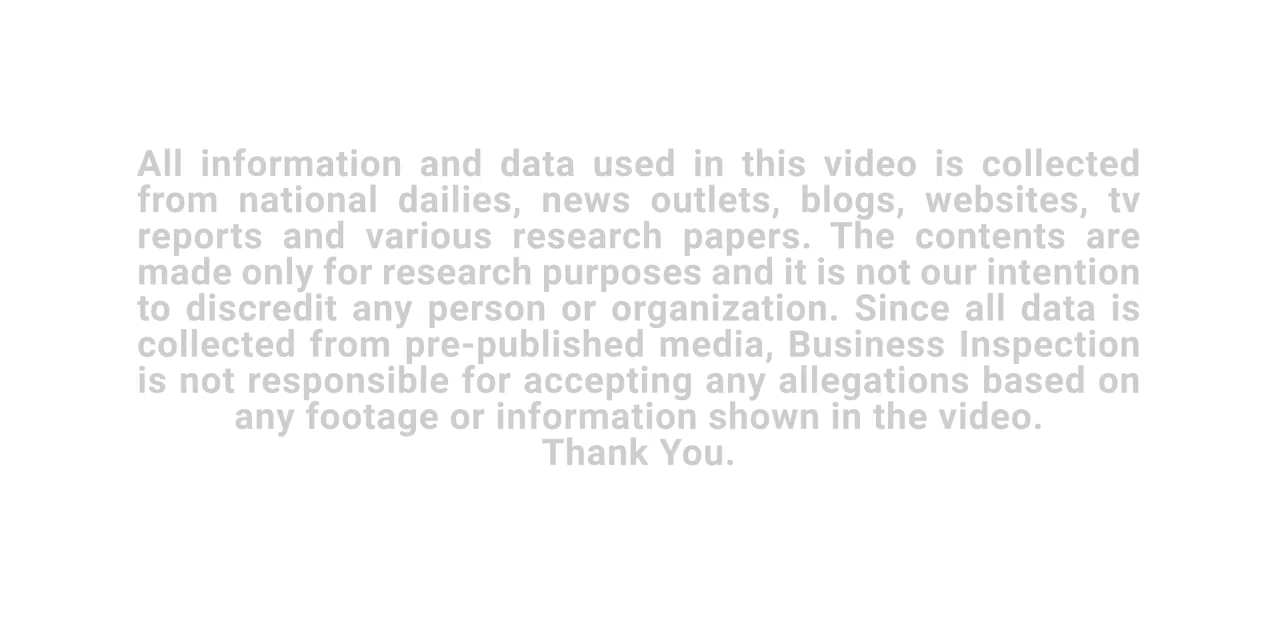 All information and data used in this video is collected
from national dailies, news outlets, blogs, websites, tv
reports and various research papers. The contents are
made only for research purposes and it is not our intention
to discredit any person or organization. Since all data is
collected from pre-published media, Business Inspection
is not responsible for accepting any allegations based on
any footage or information shown in the video.
Thank You.